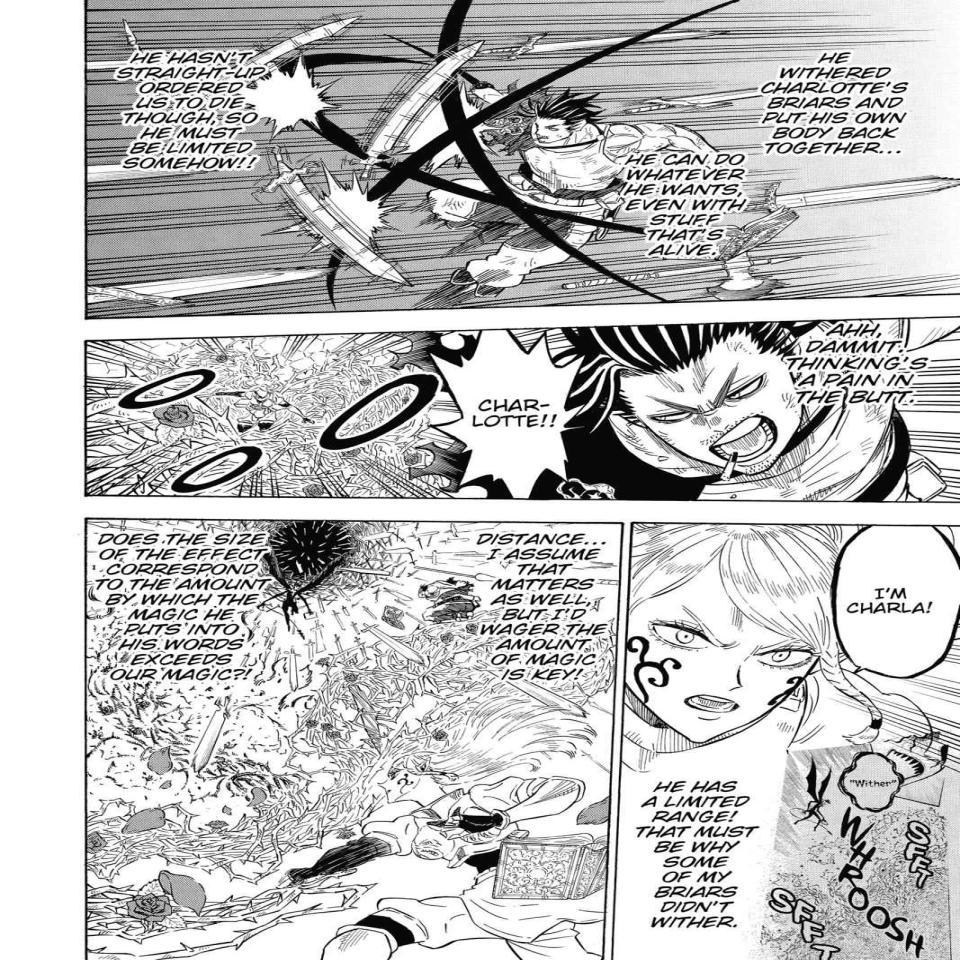 HE
WITHERED
CHARLOTTE'S
BRIARS AND
PUT HIS OWN
BODY BACK
TOGETHER...
HE CAN DO
WHATEVER
HE WANTS,
EVEN WITH
STUFF
THAT'S
ALIVE.
HE HASN'T
STRAIGHT-UP
ORDERED
US TO DIE
THOUGH, SO
HE MUST
BE LIMITED
SOMEHOW!!
AHH,
DAMMIT!
THINKING'S
A PAIN IN
THE BUTT.
CHAR-
LOTTE!!
I'M
CHARLA!
"Wither"
WHROOSH
SFFT
SFFT
HE HAS
A LIMITED
RANGE!
THAT MUST
BE WHY
SOME
OF MY
BRIARS
DIDN'T
WITHER.
DISTANCE...
I ASSUME
THAT
MATTERS
AS WELL,
BUT I'D
WAGER THE
AMOUNT
OF MAGIC
IS KEY!
DOES THE SIZE
OF THE EFFECT
CORRESPOND
TO THE AMOUNT
BY WHICH THE
MAGIC HE
PUTS INTO
HIS WORDS
EXCEEDS
OUR MAGIC?!